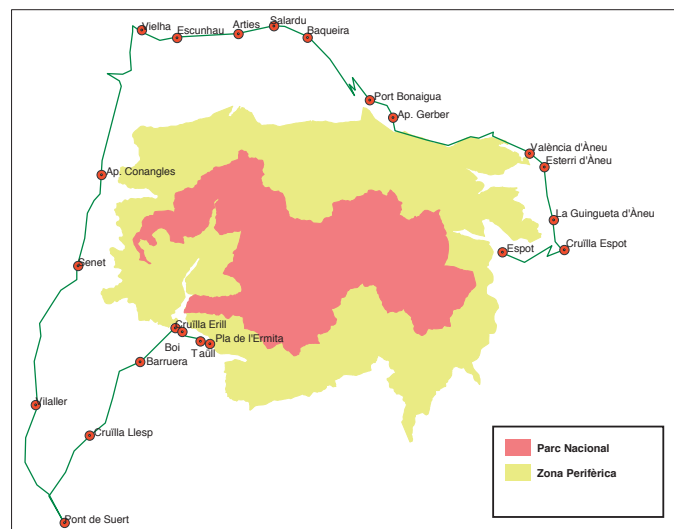 Vielha
Escunhau
Arties
Salardu
Baqueira
Port Bonaigua
Ap. Gerber
València d'Àneu
Esterri d'Àneu
Ap. Conangles
La Guingueta d'Àneu
Espot
Cruïlla Espot
Senet
Cruïlla Erill
Boi
Taüll
Pla de l'Ermita
Barruera
Vilaller
Cruïlla Llesp
Pont de Suert
Parc Nacional
Zona Perifèrica